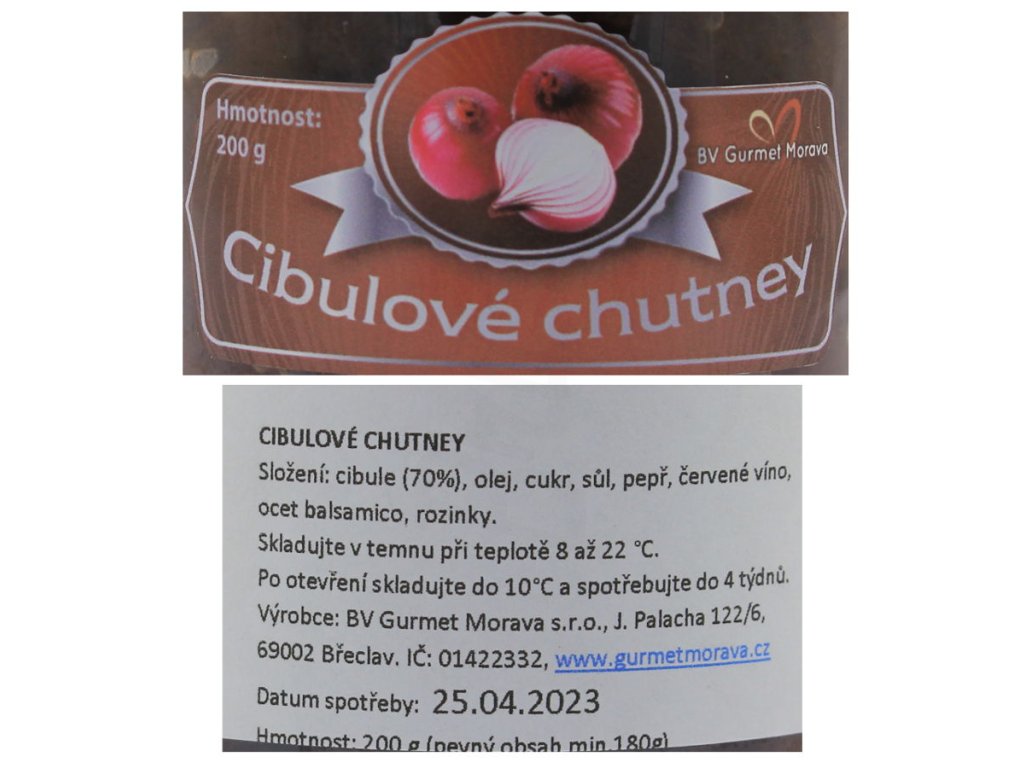 Hmotnost:
200 g
BV Gurmet Morava
Cibulové chutney
CIBULOVÉ CHUTNEY
Složení: cibule (70%), olej, cukr, sůl, pepř, červené víno,
ocet balsamico, rozinky.
Skladujte v temnu při teplotě 8 až 22 °C.
Po otevření skladujte do 10°C a spotřebujte do 4 týdnů.
Výrobce: BV Gurmet Morava s.r.o., J. Palacha 122/6,
69002 Břeclav. IČ: 01422332, www.gurmetmorava.cz
Datum spotřeby: 25.04.2023
Hmotnost: 200 g (pevný obsah min 180g)